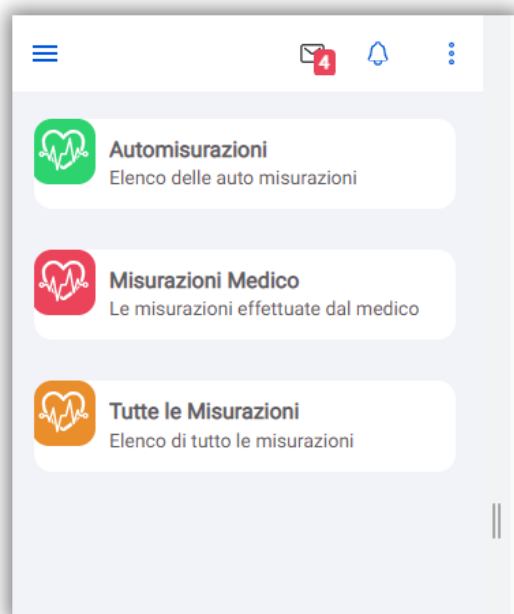 4
Automisurazioni
Elenco delle auto misurazioni
Misurazioni Medico
Le misurazioni effettuate dal medico
Tutte le Misurazioni
Elenco di tutto le misurazioni